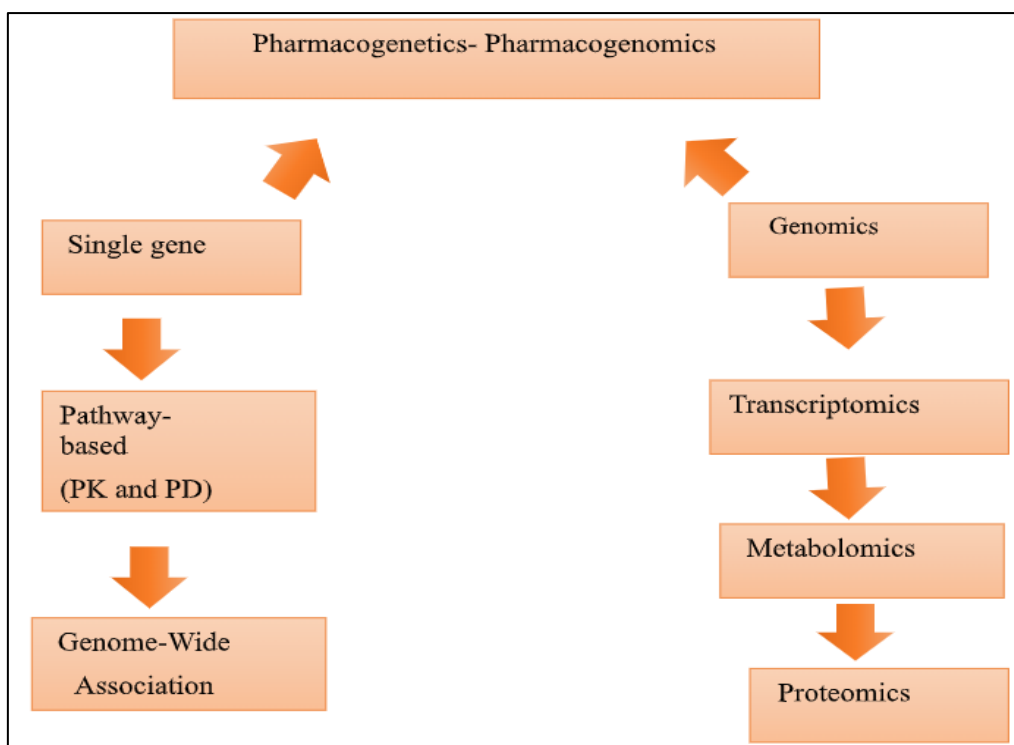 Pharmacogenetics- Pharmacogenomics
Single gene
Pathway-
based
(PK and PD)
Genome-Wide
Association
Genomics
Transcriptomics
Metabolomics
Proteomics